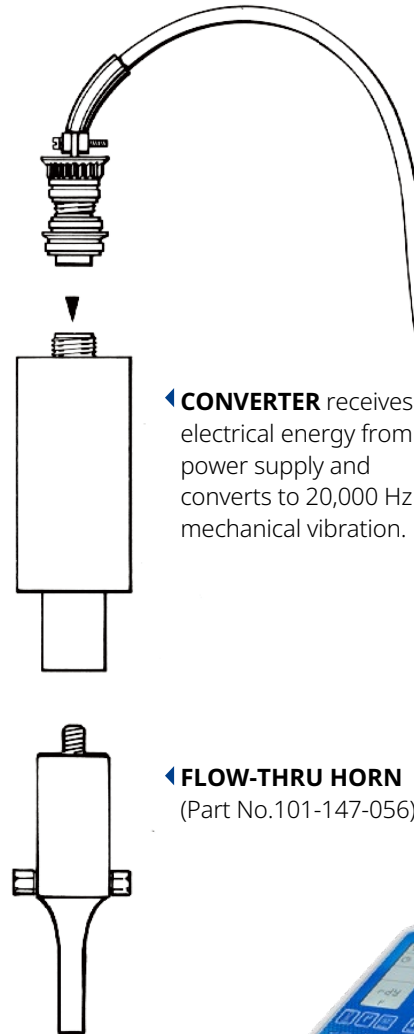 CONVERTER receives
electrical energy from
power supply and
converts to 20,000 Hz
mechanical vibration.
FLOW-THRU HORN
(Part No.101-147-056)